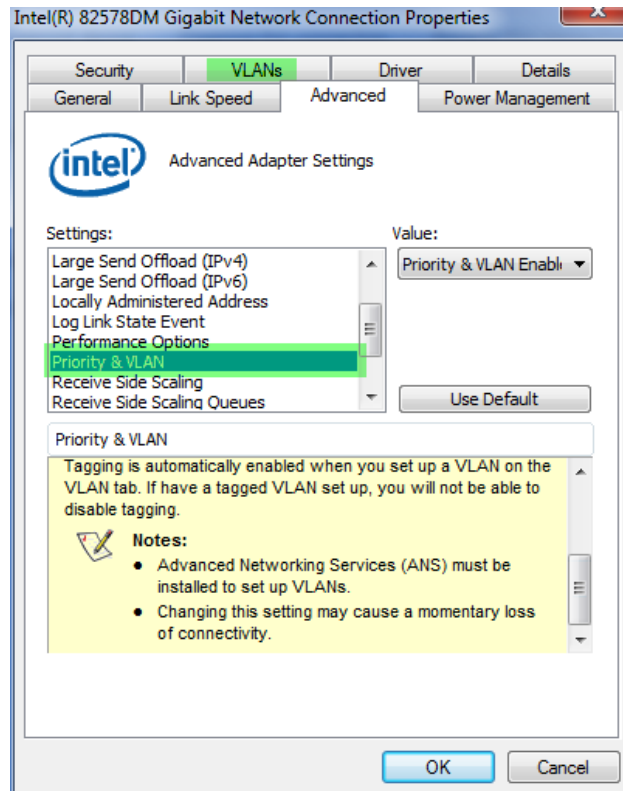 Intel(R) 82578DM Gigabit Network Connection Properties
Security VLANs Driver Details
General Link Speed Advanced Power Management
intel Advanced Adapter Settings
Settings: Value:
Large Send Offload (IPv4) Priority & VLAN Enabl
Large Send Offload (IPv6)
Locally Administered Address
Log Link State Event
Performance Options
Priority & VLAN
Receive Side Scaling
Receive Side Scaling Queues Use Default
Priority & VLAN
Tagging is automatically enabled when you set up a VLAN on the
VLAN tab. If have a tagged VLAN set up, you will not be able to
disable tagging.
Notes:
• Advanced Networking Services (ANS) must be
installed to set up VLANs.
• Changing this setting may cause a momentary loss
of connectivity.
OK Cancel